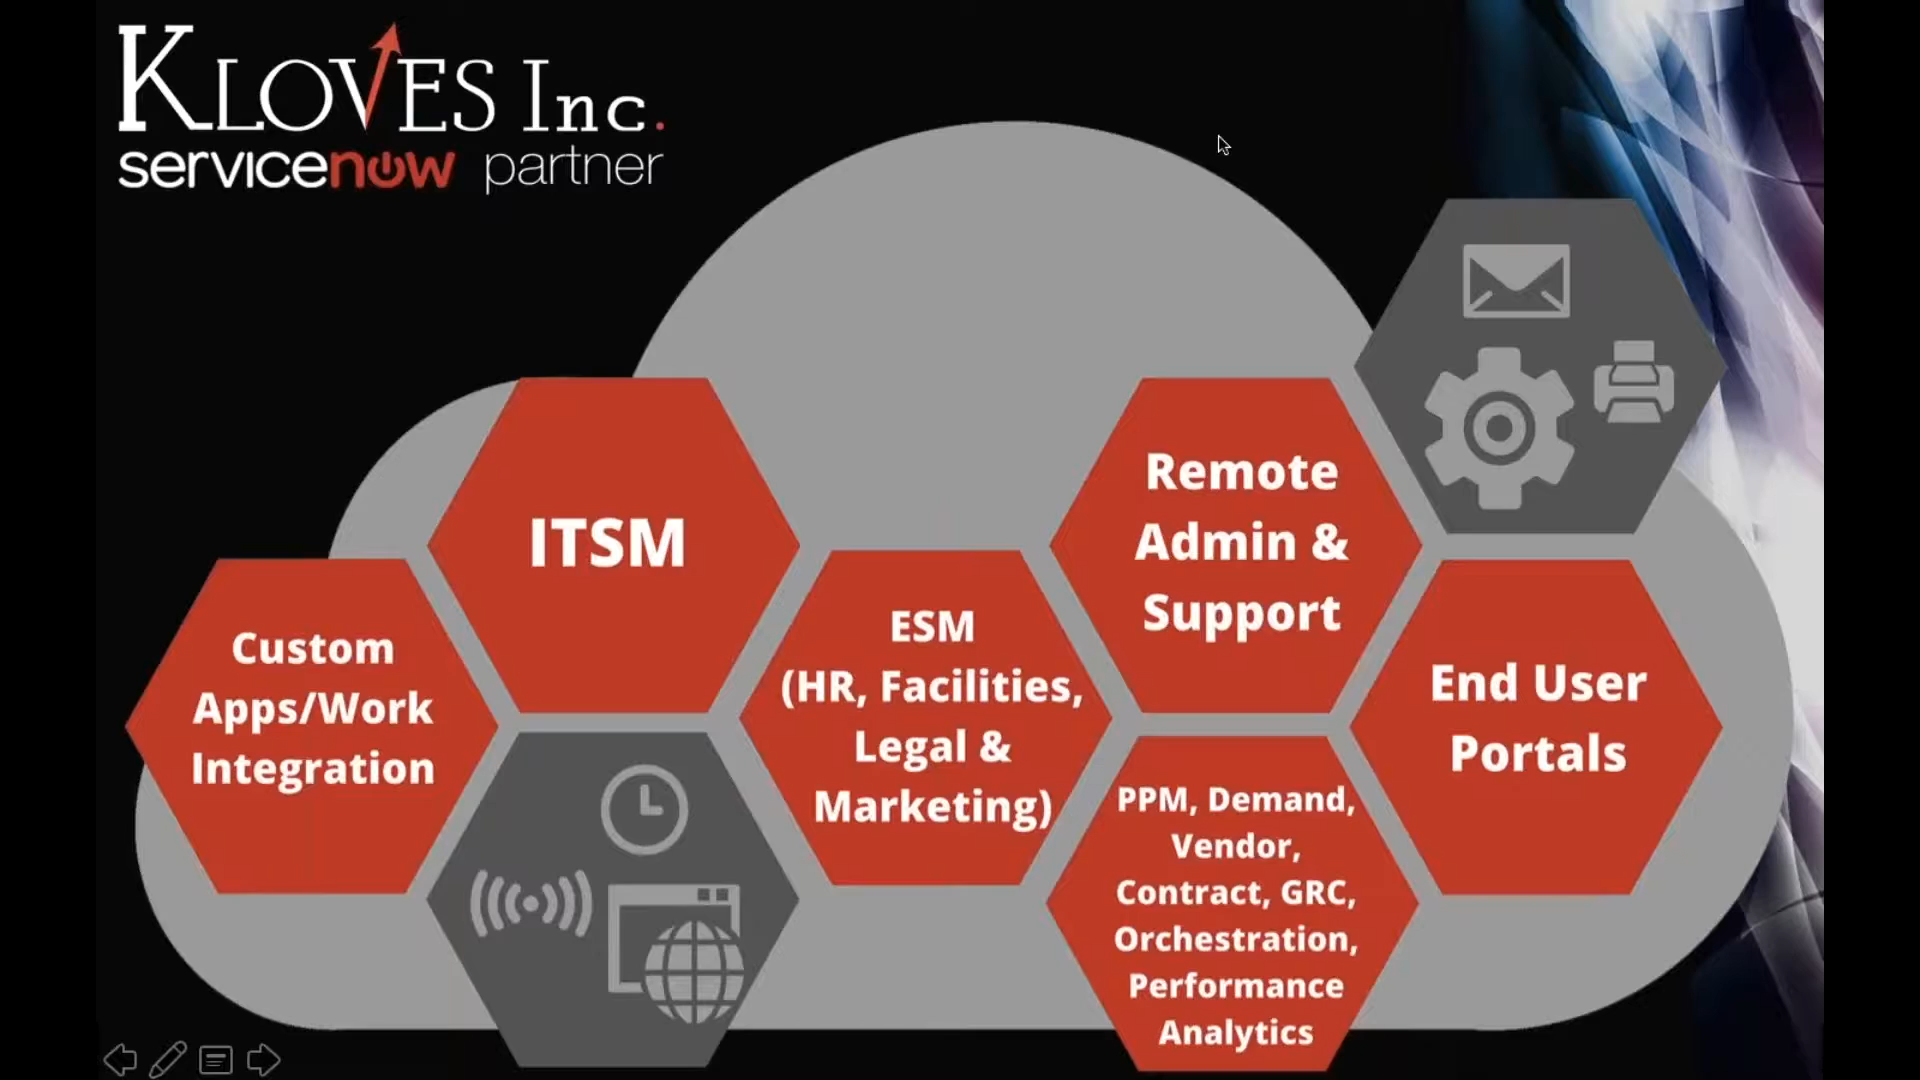 KLOVES Inc.
servicenow partner
ITSM
Remote
Admin &
Support
Custom
Apps/Work
Integration
ESM
(HR, Facilities,
Legal &
Marketing)
End User
Portals
PPM, Demand,
Vendor,
Contract, GRC,
Orchestration,
Performance
Analytics